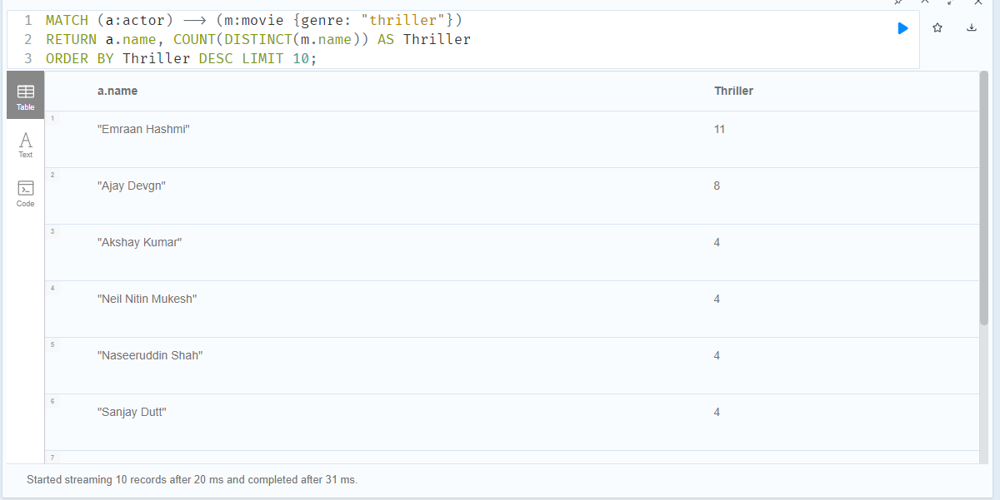 1 MATCH (a:actor) ⟶ (m:movie {genre: "thriller"})
2 RETURN a.name, COUNT(DISTINCT(m.name)) AS Thriller
3 ORDER BY Thriller DESC LIMIT 10;
Table
Text
Code
a.name Thriller
1 "Emraan Hashmi" 11
2 "Ajay Devgn" 8
3 "Akshay Kumar" 4
4 "Neil Nitin Mukesh" 4
5 "Naseeruddin Shah" 4
6 "Sanjay Dutt" 4
7
Started streaming 10 records after 20 ms and completed after 31 ms.